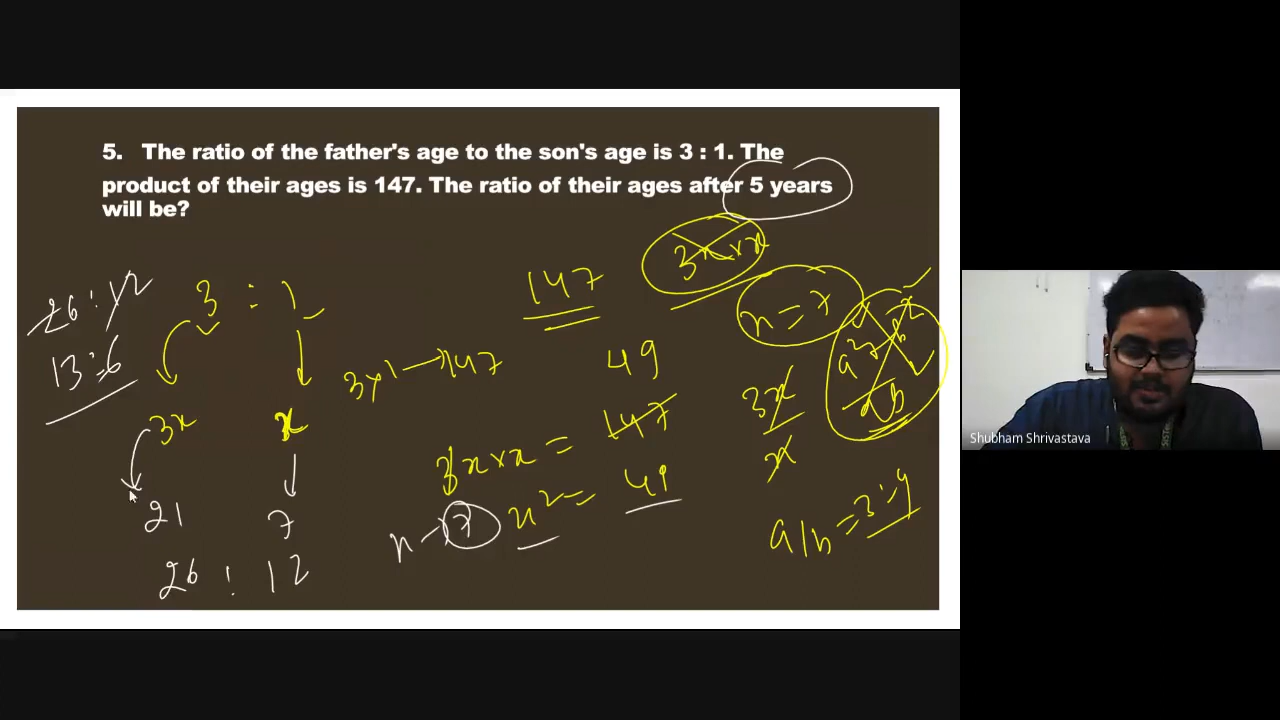 5. The ratio of the father's age to the son's age is 3 : 1. The
product of their ages is 147. The ratio of their ages after 5 years
will be?
26 : 12
13 : 6
3 : 1
3x x
21 7
26 : 12
3x1 → 147
147
3x × x
x = 7
49
3x × x = 147
x² = 49
x → 7
3x
x
ab
a/b =
Shubham Shrivastava